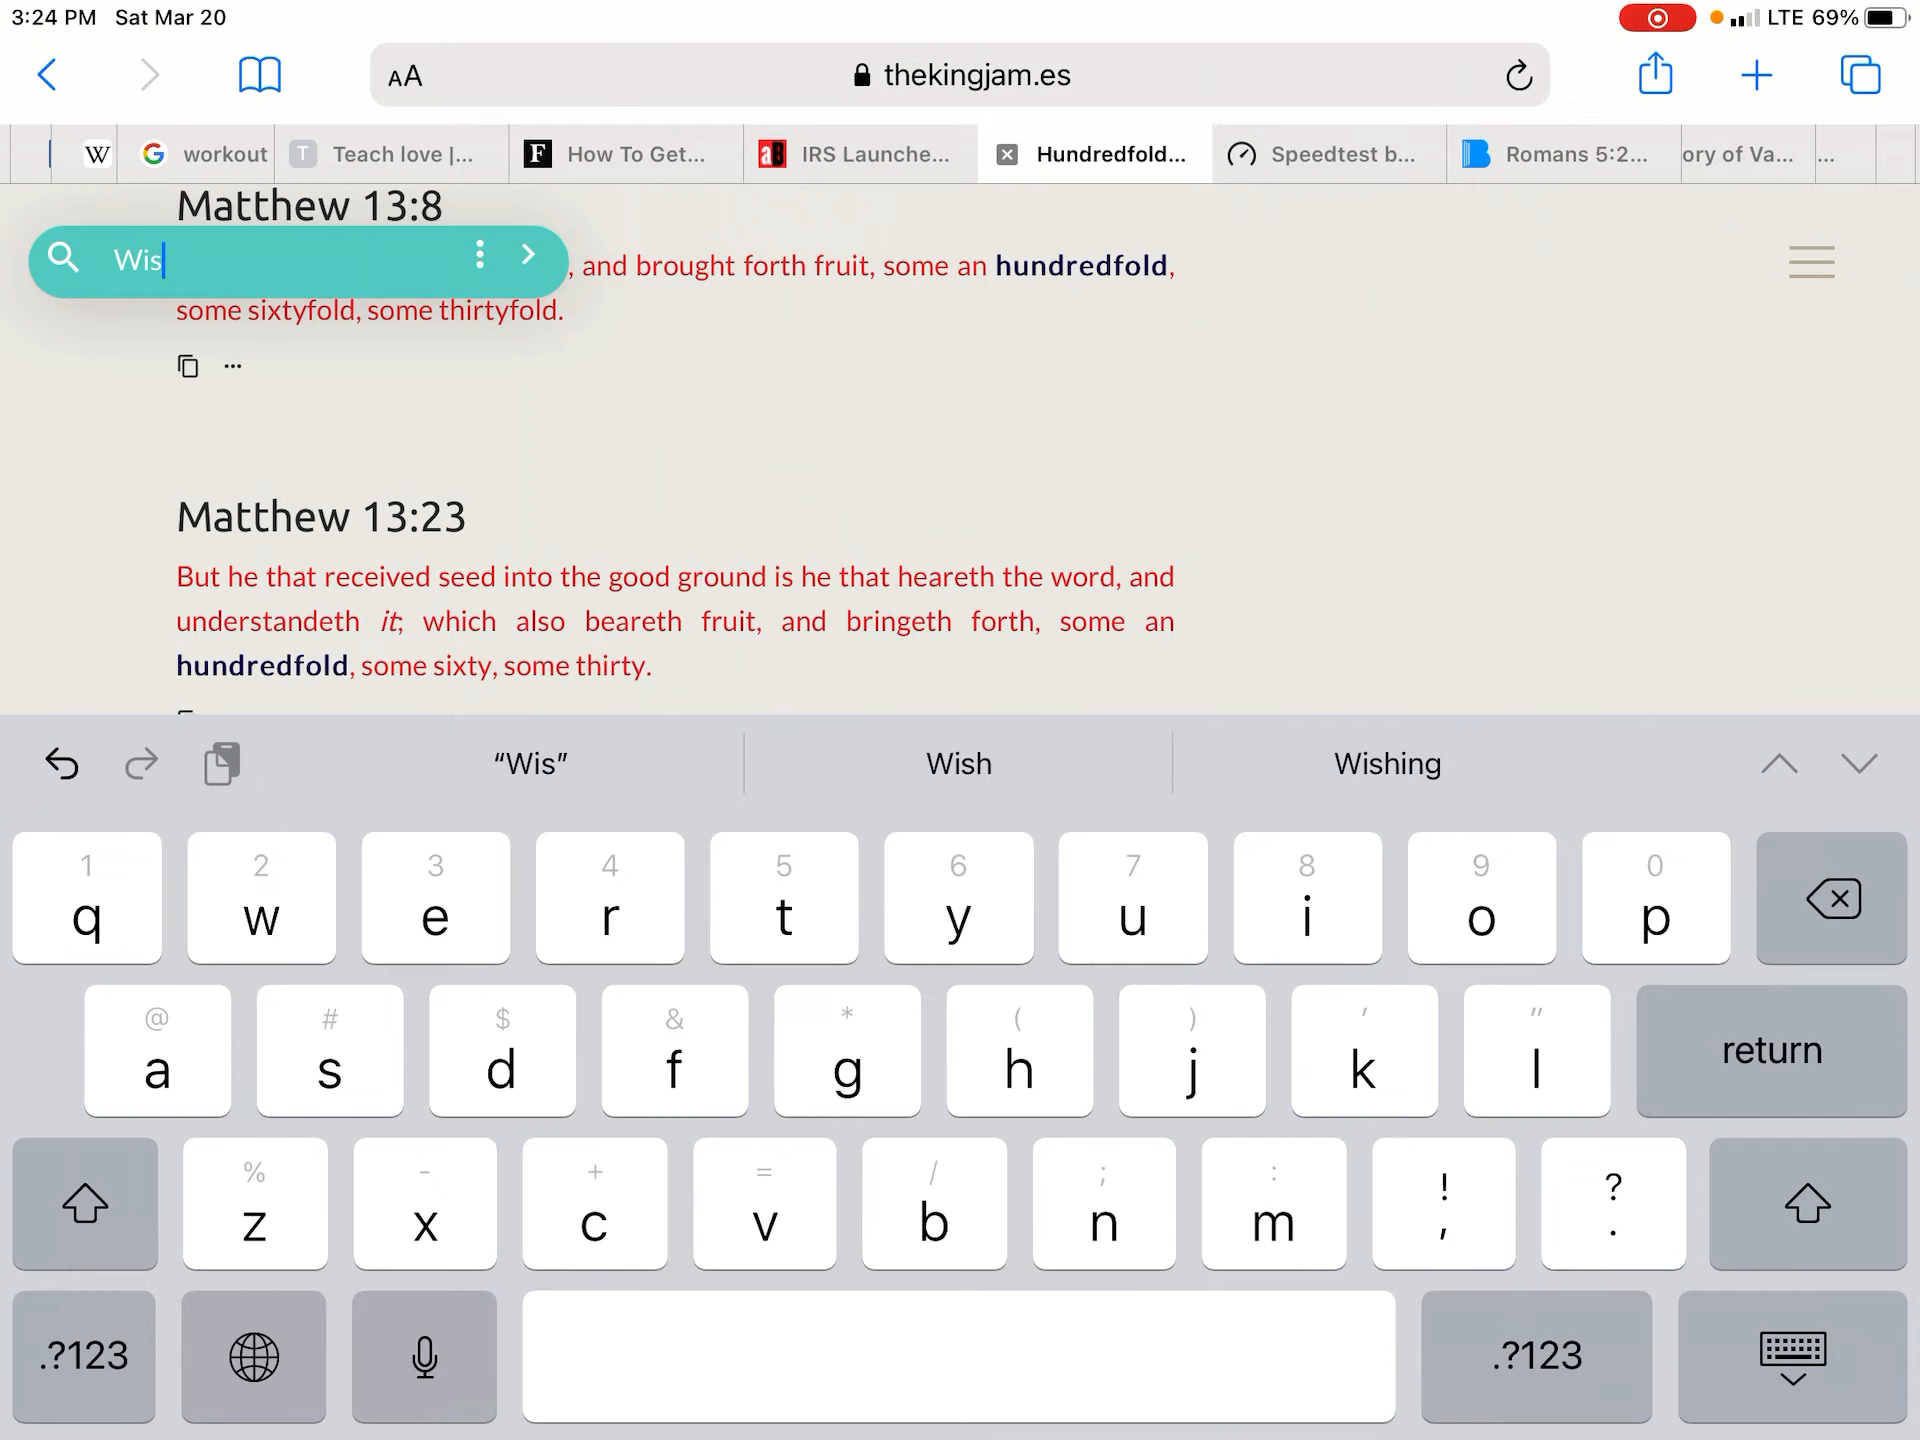 3:24 PM Sat Mar 20
LTE 69%
AA thekingjam.es
W workout T Teach love |... F How To Get... aB IRS Launche... Hundredfold... Speedtest b... B Romans 5:2... ory of Va... ...
Matthew 13:8
Wis
, and brought forth fruit, some an hundredfold,
some sixtyfold, some thirtyfold.
Matthew 13:23
But he that received seed into the good ground is he that heareth the word, and
understandeth it; which also beareth fruit, and bringeth forth, some an
hundredfold, some sixty, some thirty.
“Wis” Wish Wishing
1 2 3 4 5 6 7 8 9 0
q w e r t y u i o p
@ # $ & * ( ) ' "
a s d f g h j k l return
% - + = / ; : ! ?
z x c v b n m , .
.?123 .?123